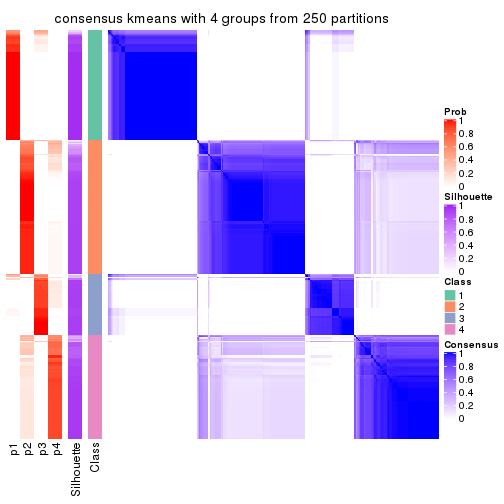 consensus kmeans with 4 groups from 250 partitions
Prob
1
0.8
0.6
0.4
0.2
0
Silhouette
1
0.8
0.6
0.4
0.2
0
Class
1
2
3
4
Consensus
1
0.8
0.6
0.4
0.2
0
p1
p2
p3
p4
Silhouette
Class